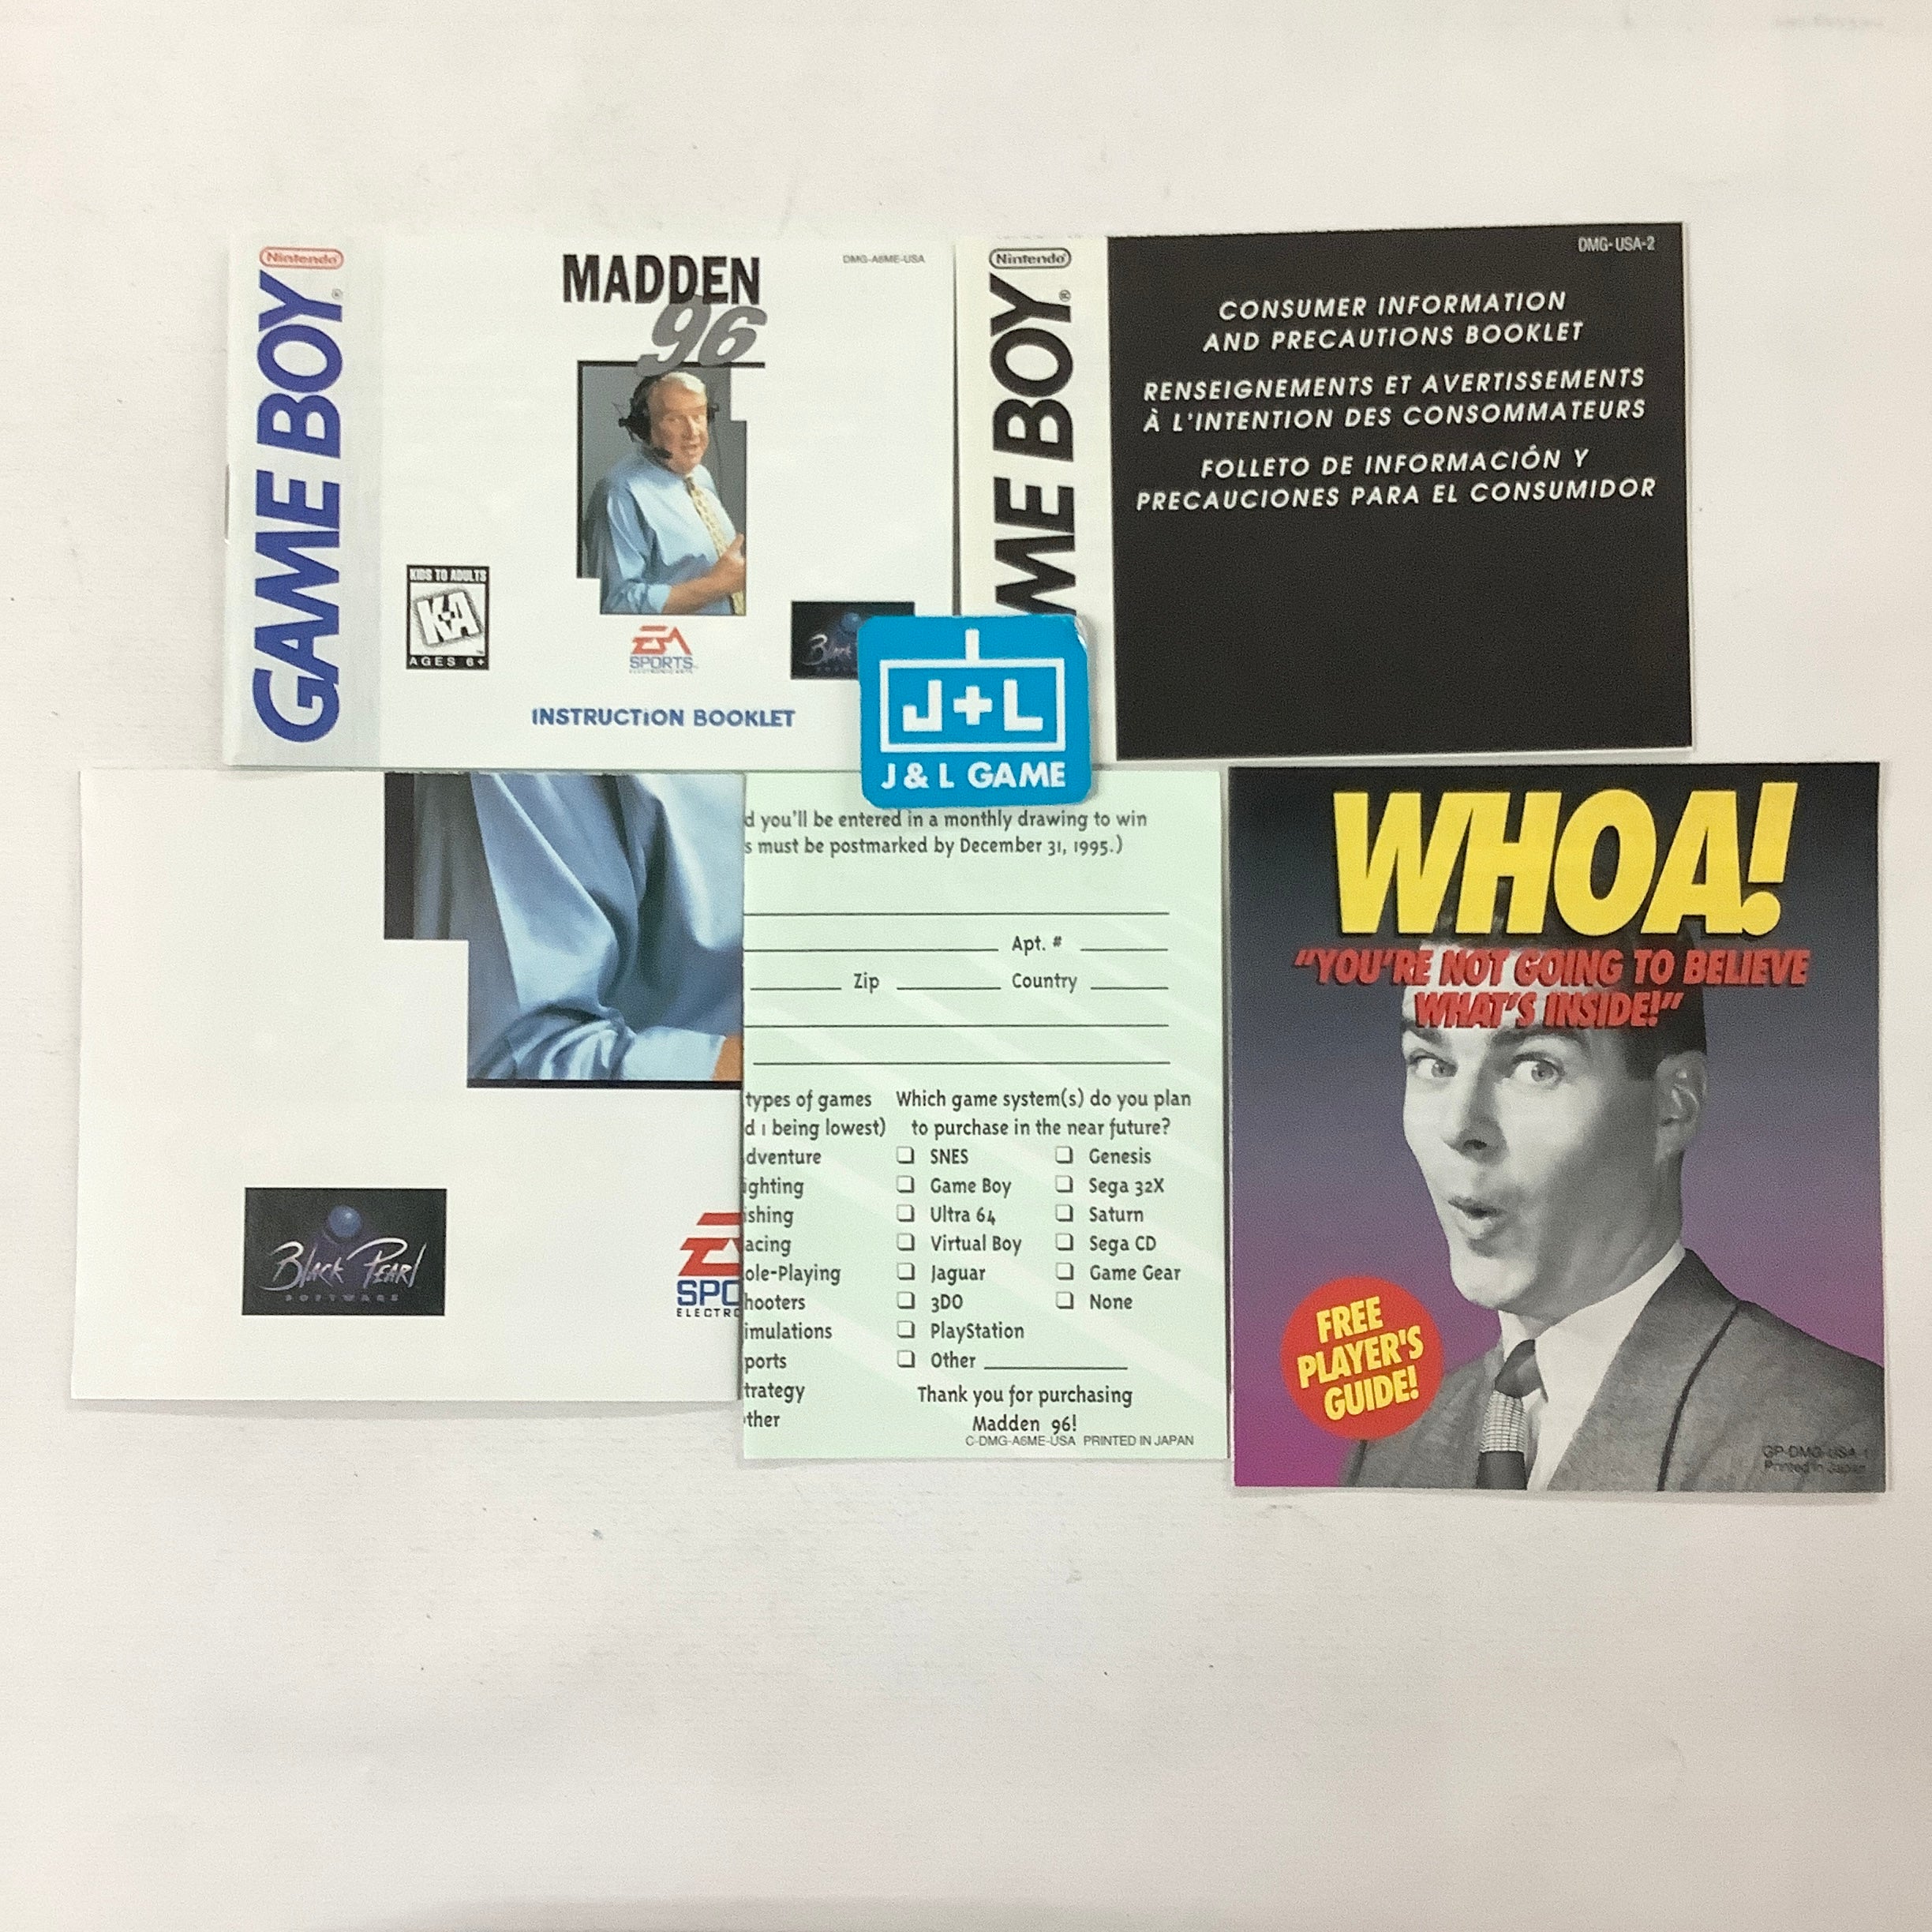 Nintendo
GAME BOY
MADDEN
96
DMG-A6ME-USA
KIDS TO ADULTS
K-A
AGES 6+
EA
SPORTS
INSTRUCTION BOOKLET
Nintendo
ME BOY
DMG-USA-2
CONSUMER INFORMATION
AND PRECAUTIONS BOOKLET
RENSEIGNEMENTS ET AVERTISSEMENTS
À L'INTENTION DES CONSOMMATEURS
FOLLETO DE INFORMACIÓN Y
PRECAUCIONES PARA EL CONSUMIDOR
J+L
J & L GAME
BLACK PEARL
SOFTWARE
SPO
ELECTRO
d you'll be entered in a monthly drawing to win
s must be postmarked by December 31, 1995.)
Apt. #
Zip Country
types of games
d 1 being lowest)
dventure
ighting
ishing
acing
ole-Playing
hooters
imulations
ports
trategy
ther
Which game system(s) do you plan
to purchase in the near future?
SNES Genesis
Game Boy Sega 32X
Ultra 64 Saturn
Virtual Boy Sega CD
Jaguar Game Gear
3DO None
PlayStation
Other
Thank you for purchasing
Madden 96!
C-DMG-A6ME-USA PRINTED IN JAPAN
WHOA!
"YOU'RE NOT GOING TO BELIEVE
WHAT'S INSIDE!"
FREE
PLAYER'S
GUIDE!
GP-DMG-USA-1
Printed in Japan